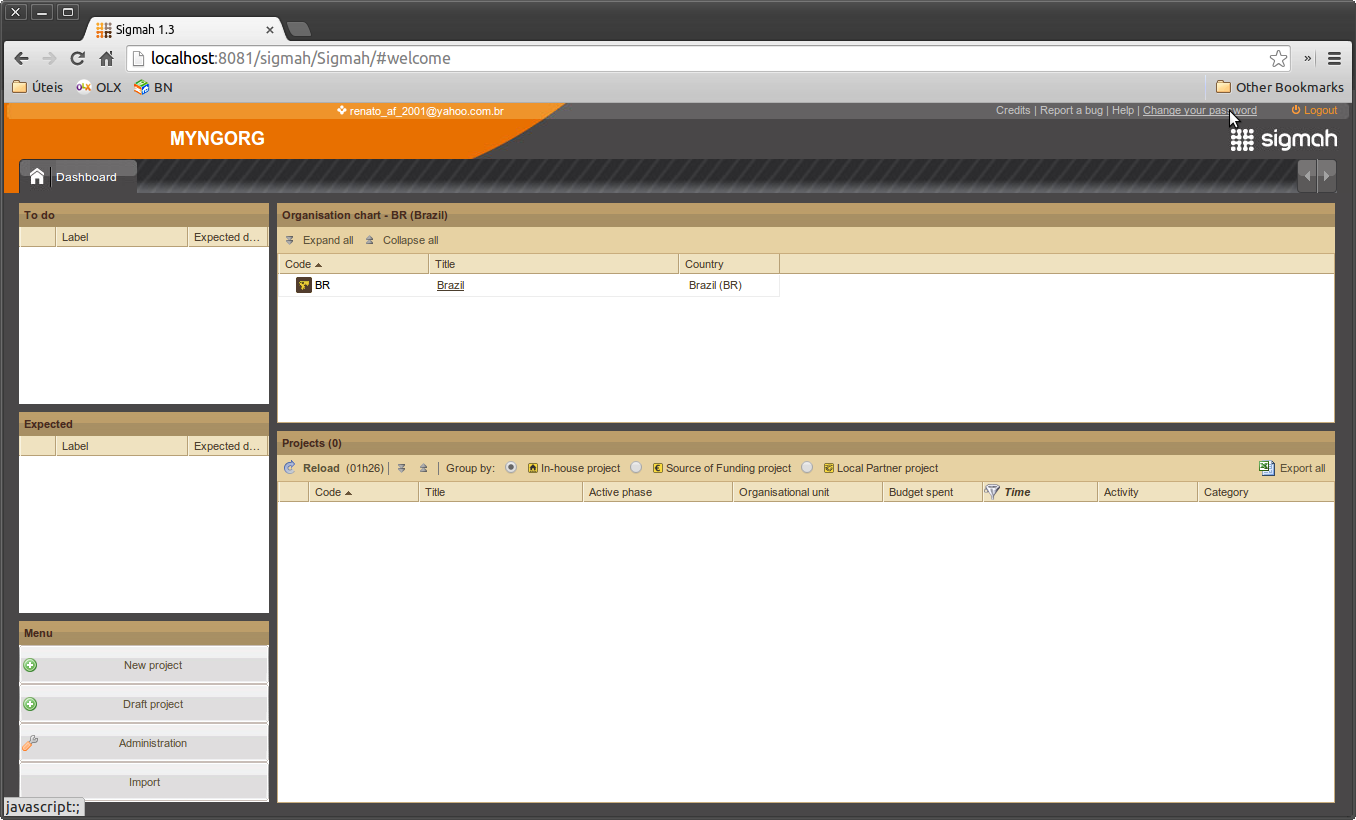 Sigmah 1.3
localhost:8081/sigmah/Sigmah/#welcome
Úteis OLX BN Other Bookmarks
renato_af_2001@yahoo.com.br Credits | Report a bug | Help | Change your password Logout
MYNGORG sigmah
Dashboard
To do
Label Expected d...
Organisation chart - BR (Brazil)
Expand all Collapse all
Code Title Country
BR Brazil Brazil (BR)
Expected
Label Expected d...
Projects (0)
Reload (01h26) | | Group by: In-house project Source of Funding project Local Partner project Export all
Code Title Active phase Organisational unit Budget spent Time Activity Category
Menu
New project
Draft project
Administration
Import
javascript:;